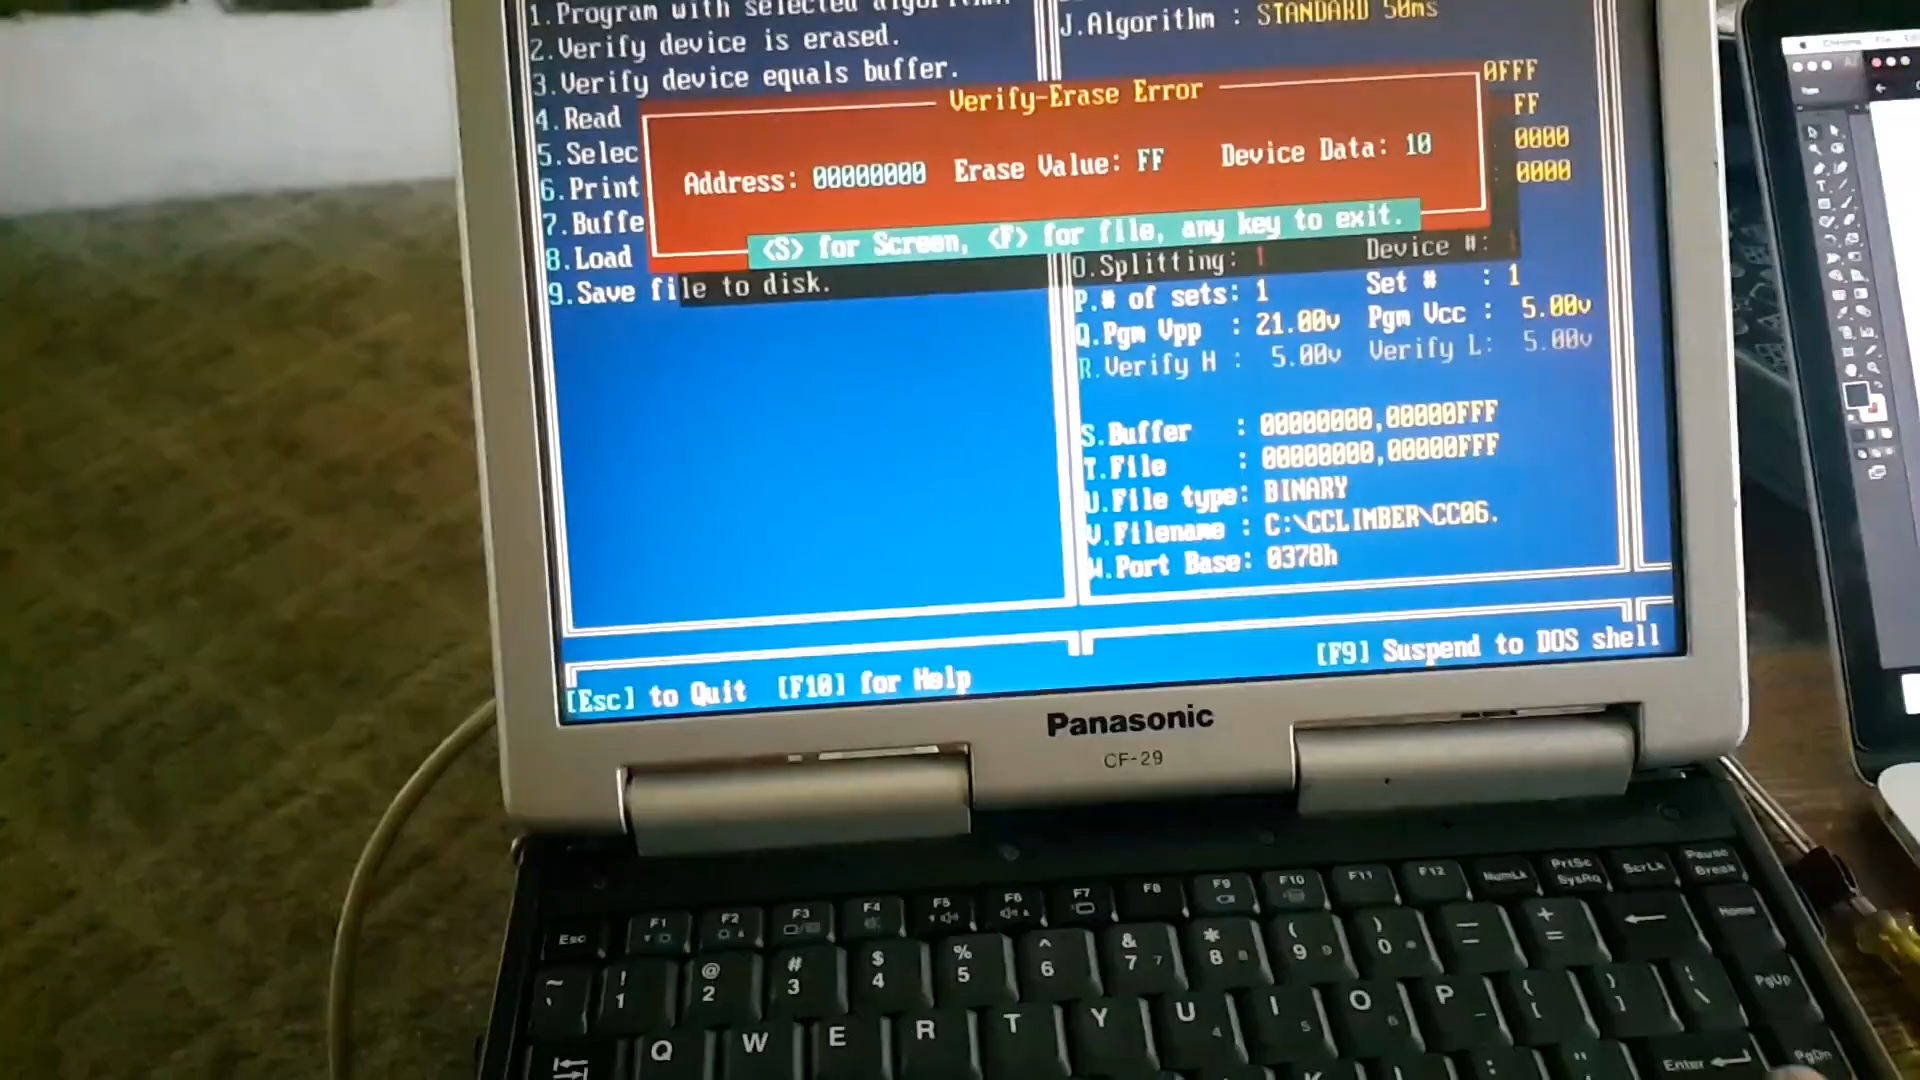 1.Program with selected algorithm.
2.Verify device is erased.
3.Verify device equals buffer.
4.Read
5.Selec
6.Print
7.Buffe
8.Load
9.Save file to disk.
J.Algorithm : STANDARD 50ms
0FFF
FF
: 0000
: 0000
Verify-Erase Error
Address: 00000000 Erase Value: FF Device Data: 10
<S> for Screen, <F> for file, any key to exit.
O.Splitting: 1 Device #: 1
P.# of sets: 1 Set # : 1
Q.Pgm Vpp : 21.00v Pgm Vcc : 5.00v
R.Verify H : 5.00v Verify L: 5.00v
S.Buffer : 00000000,00000FFF
T.File : 00000000,00000FFF
U.File type: BINARY
V.Filename : C:\CCLIMBER\CC06.
W.Port Base: 0378h
[Esc] to Quit [F10] for Help
[F9] Suspend to DOS shell
Panasonic
CF-29
Esc F1 F2 F3 F4 F5 F6 F7 F8 F9 F10 F11 F12 NumLk PrtSc SysRq ScrLk Pause Break
~ ` ! 1 @ 2 # 3 $ 4 % 5 ^ 6 & 7 7 * 8 8 ( 9 9 ) 0 + = Home
Q W E R T Y U 4 I 5 O 6 P - { [ } ] \ PgUp
K : ; " Enter PgDn